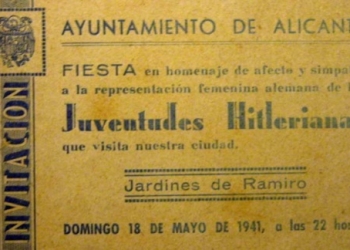 INVITACION
AYUNTAMIENTO DE ALICAN
FIESTA en homenaje de afecto y simpa
a la representación femenina alemana de l
Juventudes Hitleriana
que visita nuestra ciudad.
Jardines de Ramiro
DOMINGO 18 DE MAYO DE 1941, a las 22 ho